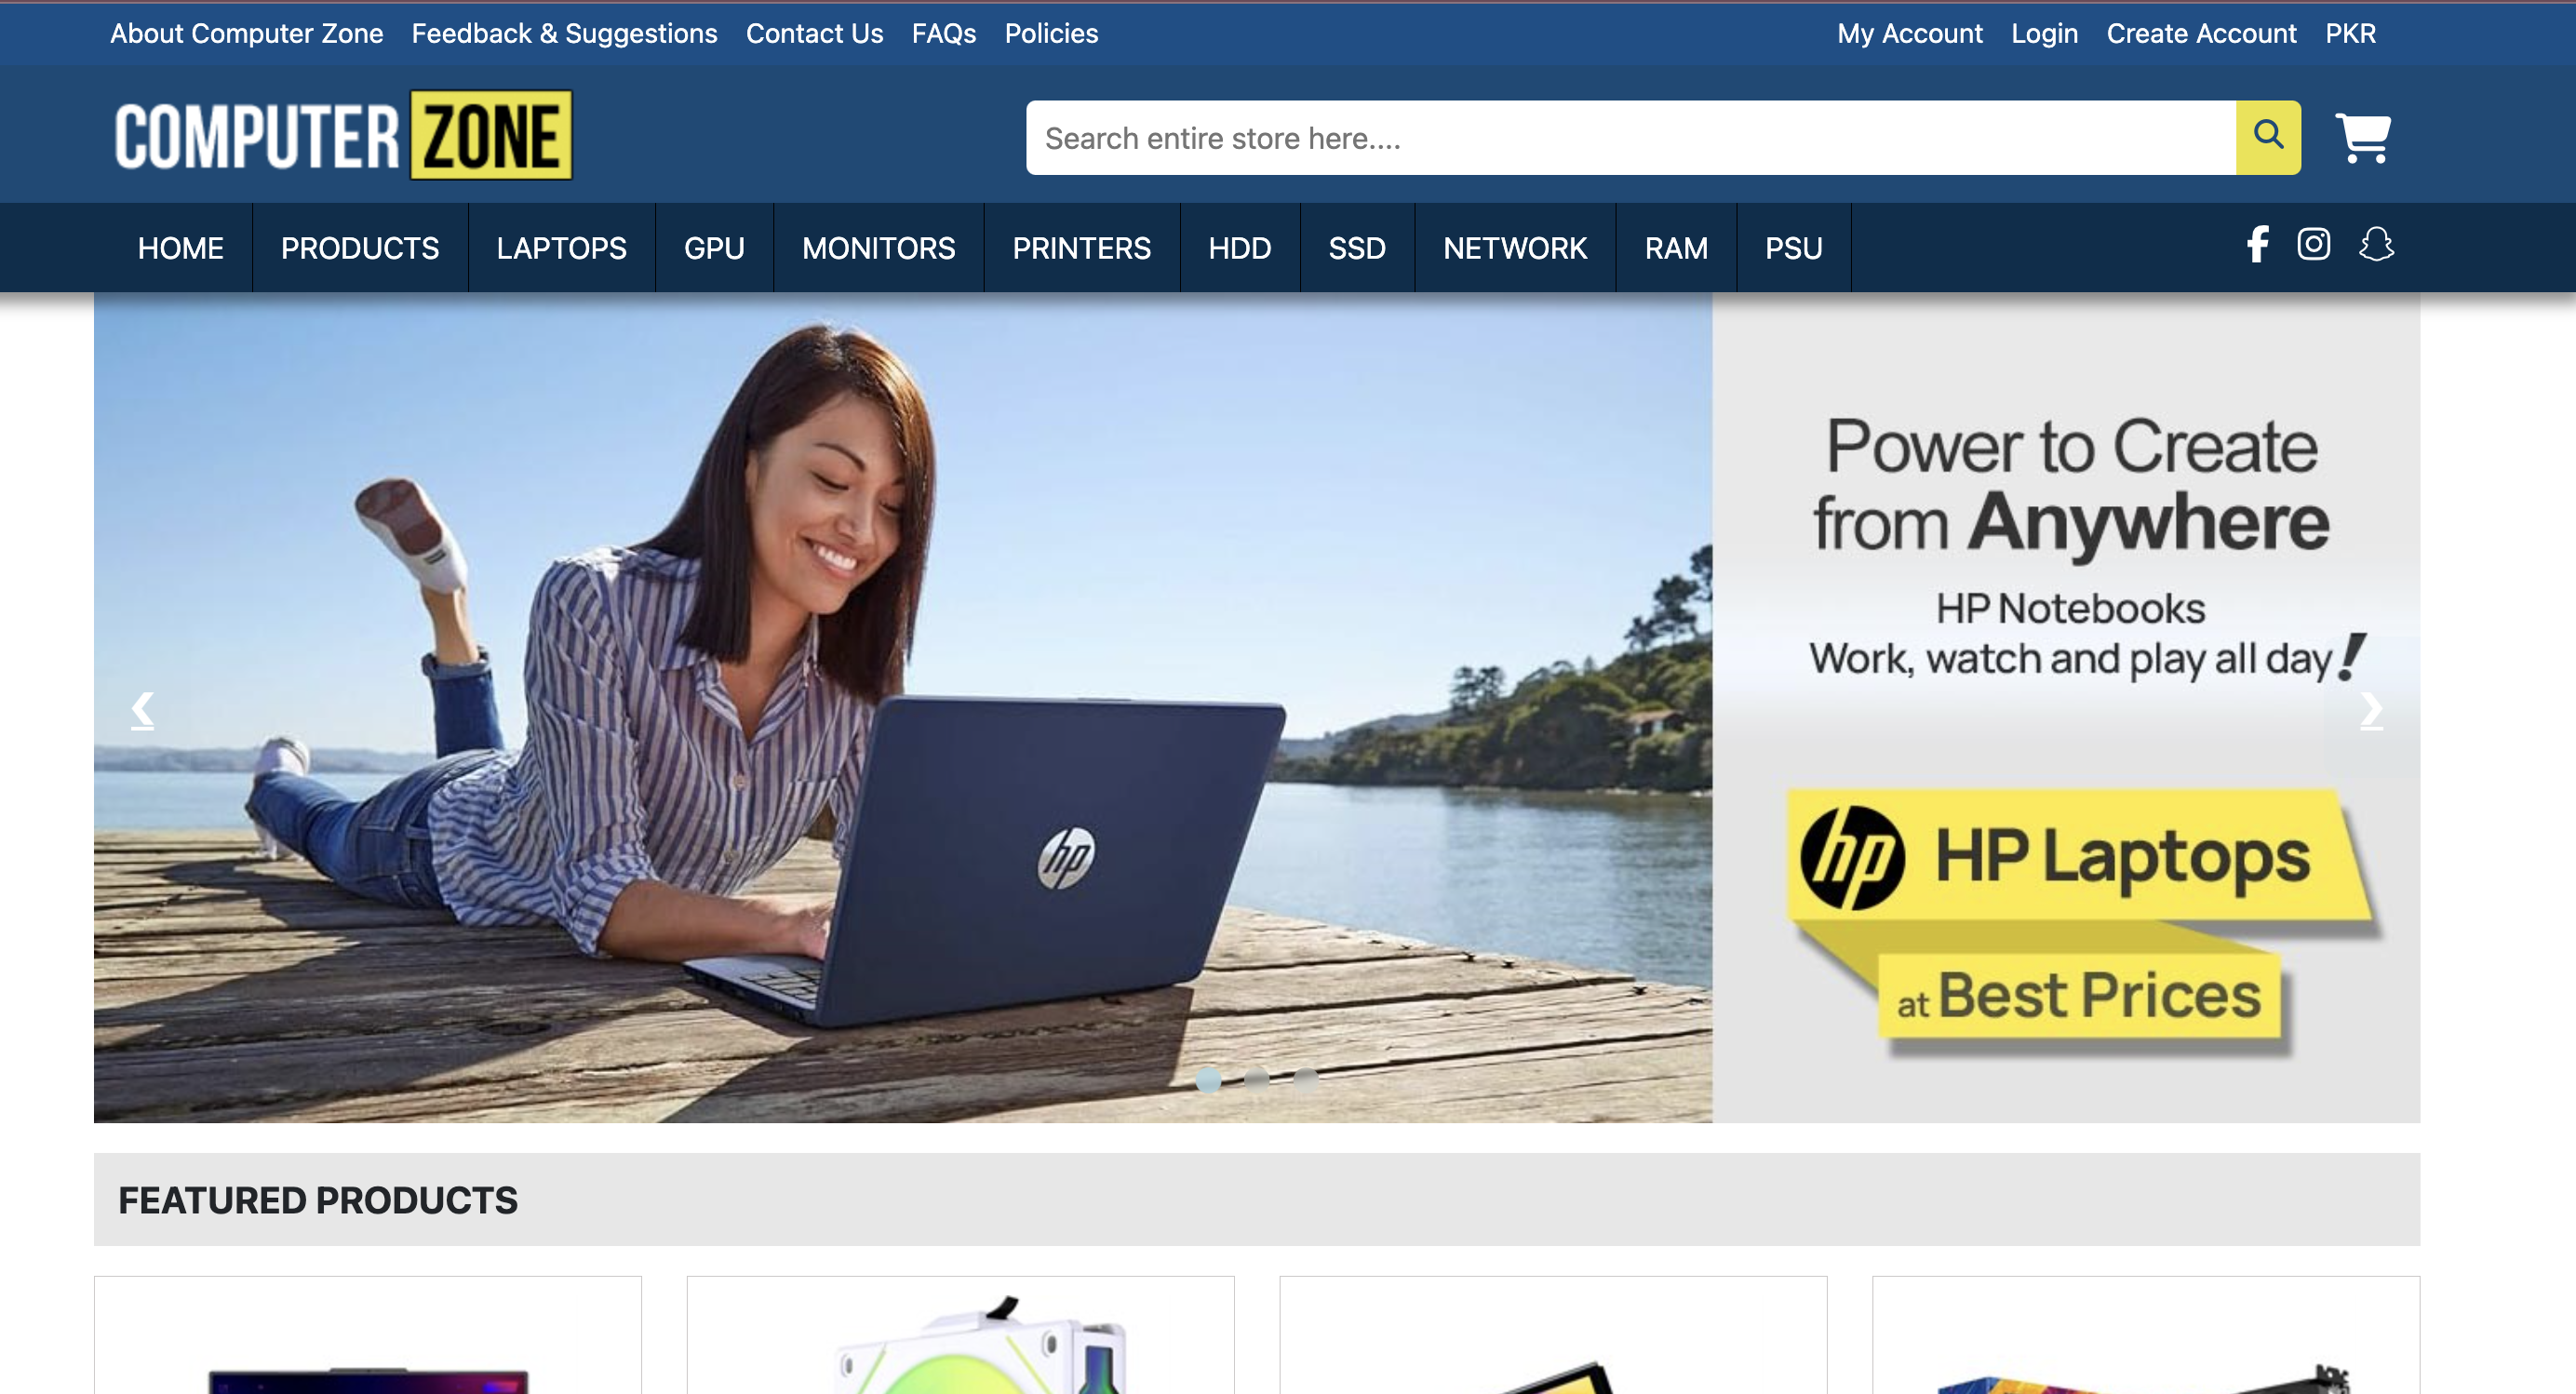 About Computer Zone Feedback & Suggestions Contact Us FAQs Policies My Account Login Create Account PKR
COMPUTER ZONE
Search entire store here....
HOME PRODUCTS LAPTOPS GPU MONITORS PRINTERS HDD SSD NETWORK RAM PSU
Power to Create
from Anywhere
HP Notebooks
Work, watch and play all day!
hp
hp HP Laptops
at Best Prices
FEATURED PRODUCTS